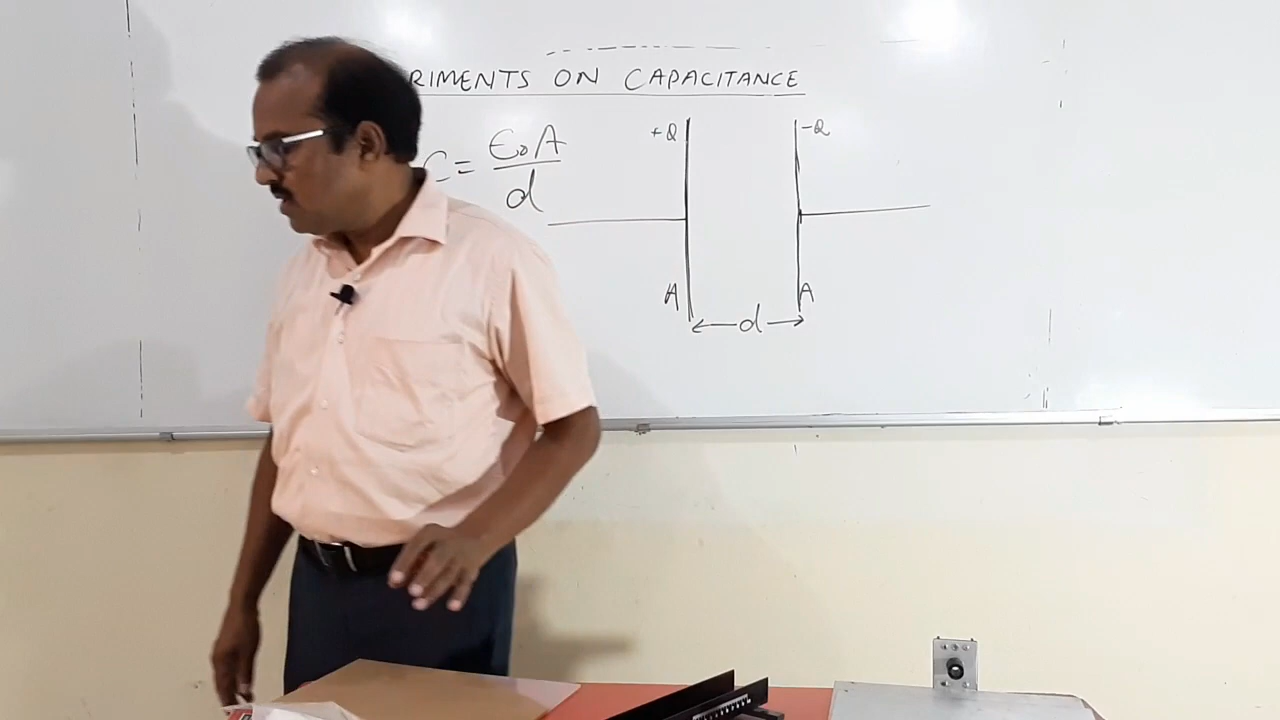 RIMENTS ON CAPACITANCE
+Q -Q
C = ε₀A/d
A A
d